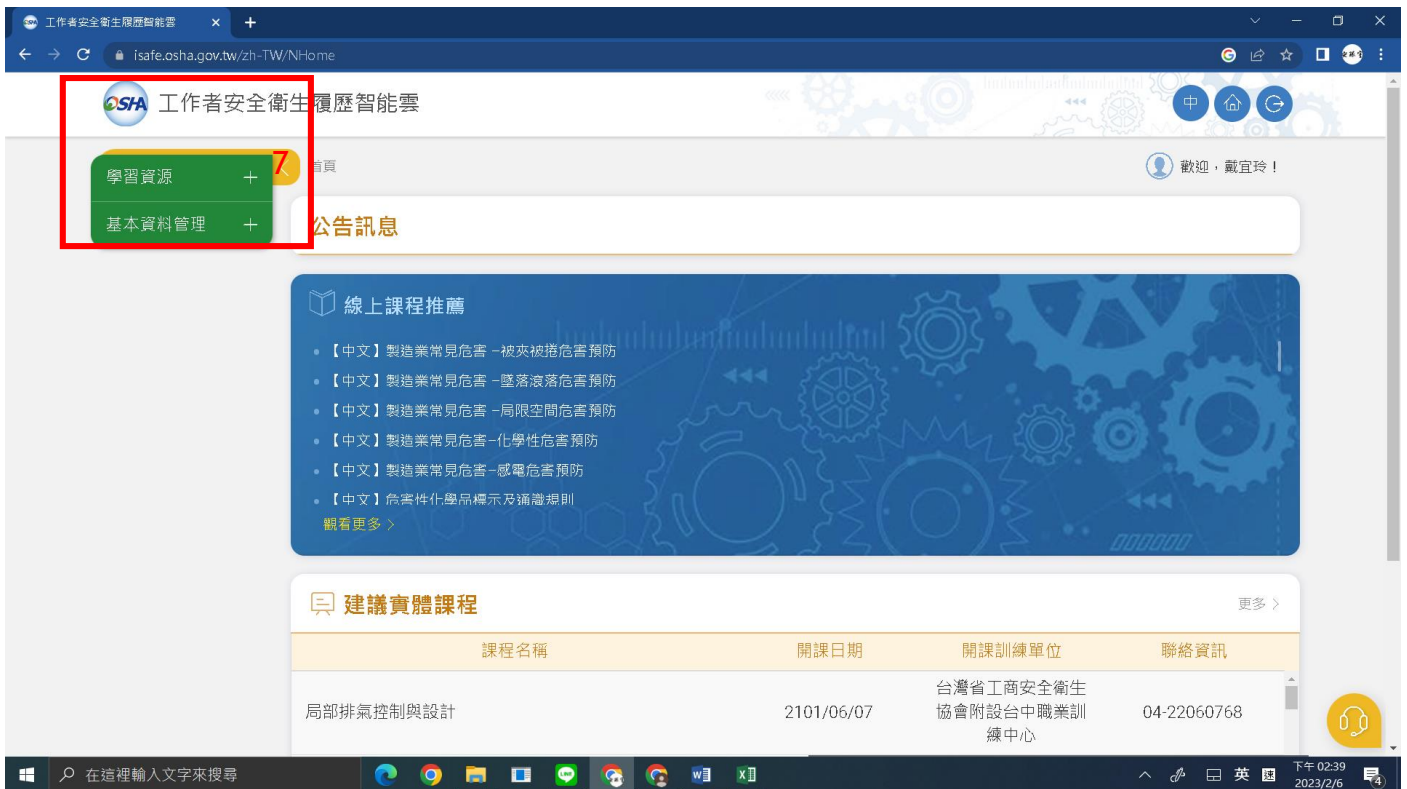 工作者安全衛生履歷智能雲
isafe.osha.gov.tw/zh-TW/NHome
OSHA 工作者安全衛生履歷智能雲
中
學習資源 +
7
首頁
歡迎，戴宜玲！
基本資料管理 +
公告訊息
線上課程推薦
【中文】製造業常見危害 –被夾被捲危害預防
【中文】製造業常見危害 –墜落滾落危害預防
【中文】製造業常見危害 –局限空間危害預防
【中文】製造業常見危害–化學性危害預防
【中文】製造業常見危害–感電危害預防
【中文】危害性化學品標示及通識規則
觀看更多 >
建議實體課程
更多 >
課程名稱 開課日期 開課訓練單位 聯絡資訊
局部排氣控制與設計 2101/06/07 台灣省工商安全衛生
協會附設台中職業訓
練中心
04-22060768
在這裡輸入文字來搜尋
英
速
下午 02:39
2023/2/6
4